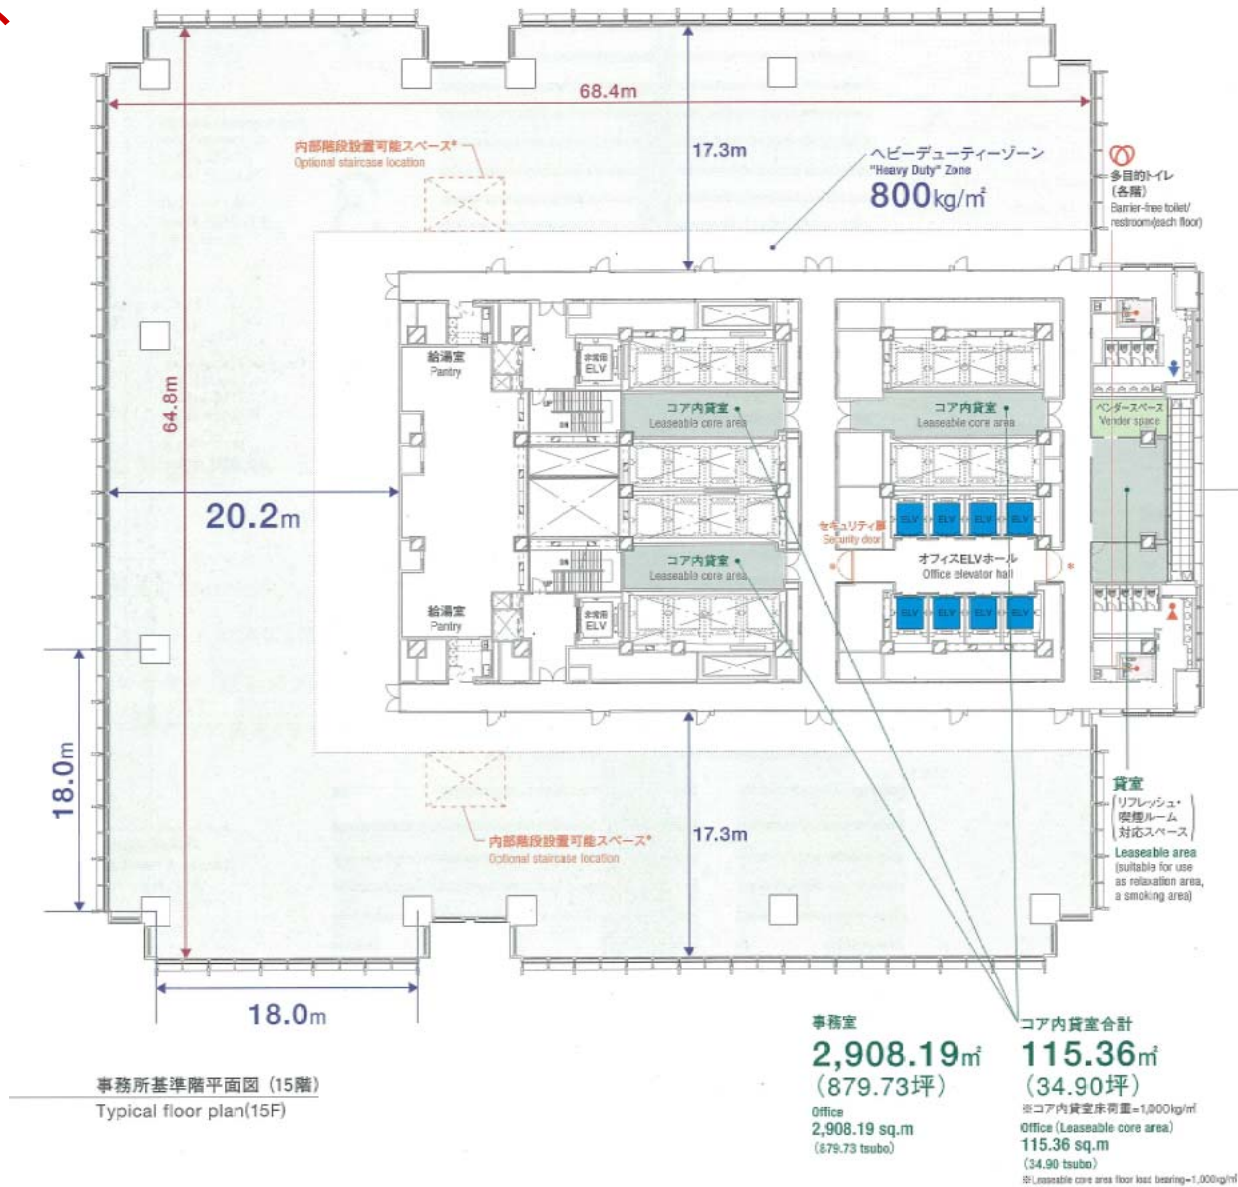 68.4m
内部階段設置可能スペース*
Optional staircase location
17.3m
ヘビーデューティーゾーン
"Heavy Duty" Zone
800kg/㎡
多目的トイレ
(各階)
Barrier-free toilet/
restroom(each floor)
64.8m
給湯室
Pantry
非常用
ELV
コア内貸室
Leaseable core area
コア内貸室
Leaseable core area
ベンダースペース
Vender space
UP
DN
20.2m
セキュリティ扉
Security door
ELV
ELV
ELV
ELV
オフィスELVホール
Office elevator hall
*
*
コア内貸室
Leaseable core area
DN
給湯室
Pantry
非常用
ELV
ELV
ELV
ELV
ELV
18.0m
17.3m
内部階段設置可能スペース*
Optional staircase location
貸室
(リフレッシュ・
喫煙ルーム
対応スペース)
Leaseable area
(suitable for use
as relaxation area,
a smoking area)
18.0m
事務室
2,908.19㎡
(879.73坪)
Office
2,908.19 sq.m
(879.73 tsubo)
コア内貸室合計
115.36㎡
(34.90坪)
※コア内貸室床荷重=1,000kg/㎡
Office (Leaseable core area)
115.36 sq.m
(34.90 tsubo)
※Leaseable core area floor load bearing=1,000kg/㎡
事務所基準階平面図 (15階)
Typical floor plan(15F)